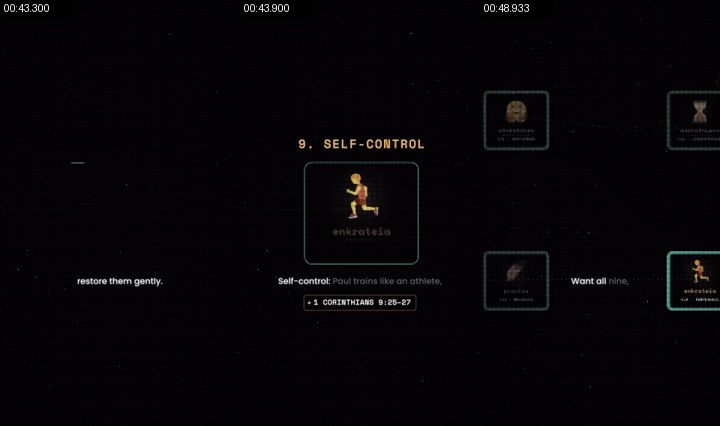 00:43.300
restore them gently.
00:43.900
9. SELF-CONTROL
enkrateia
Self-control: Paul trains like an athlete,
• 1 CORINTHIANS 9:25-27
00:48.933
Want all nine,
enkrateia